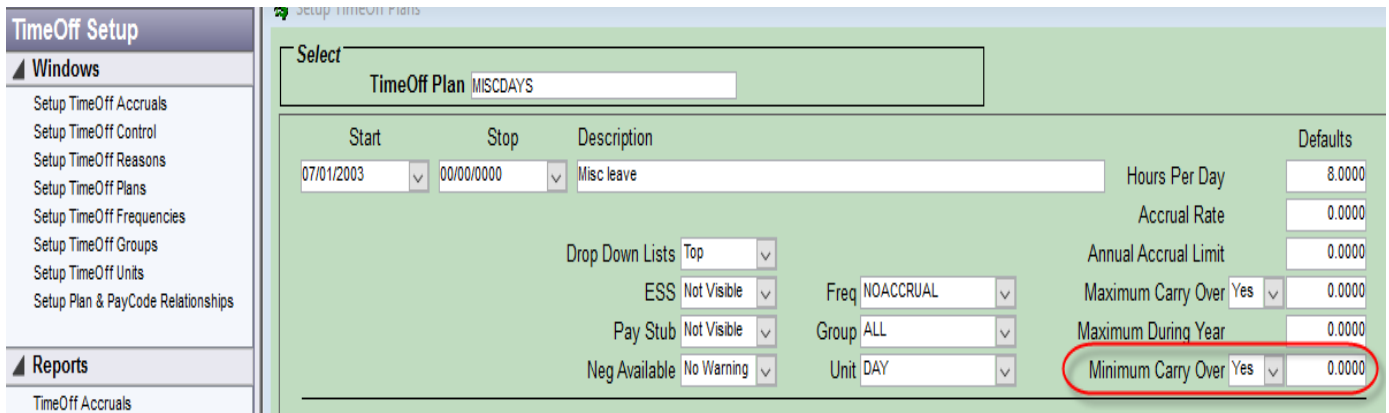 TimeOff Setup
Windows
Setup TimeOff Accruals
Setup TimeOff Control
Setup TimeOff Reasons
Setup TimeOff Plans
Setup TimeOff Frequencies
Setup TimeOff Groups
Setup TimeOff Units
Setup Plan & PayCode Relationships
Reports
TimeOff Accruals
Setup TimeOff Plans
Select
TimeOff Plan MISCDAYS
Start Stop Description Defaults
07/01/2003 00/00/0000 Misc leave Hours Per Day 8.0000
Accrual Rate 0.0000
Drop Down Lists Top Annual Accrual Limit 0.0000
ESS Not Visible Freq NOACCRUAL Maximum Carry Over Yes 0.0000
Pay Stub Not Visible Group ALL Maximum During Year 0.0000
Neg Available No Warning Unit DAY Minimum Carry Over Yes 0.0000